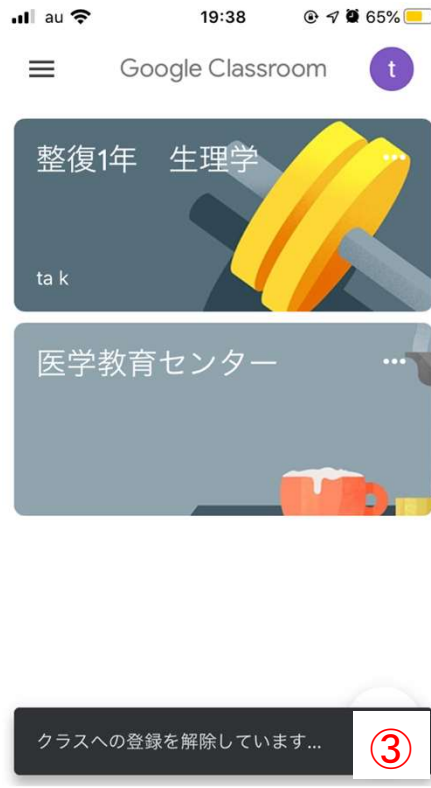 au 19:38 65%
Google Classroom t
整復1年　生理学
ta k
医学教育センター
クラスへの登録を解除しています...
③